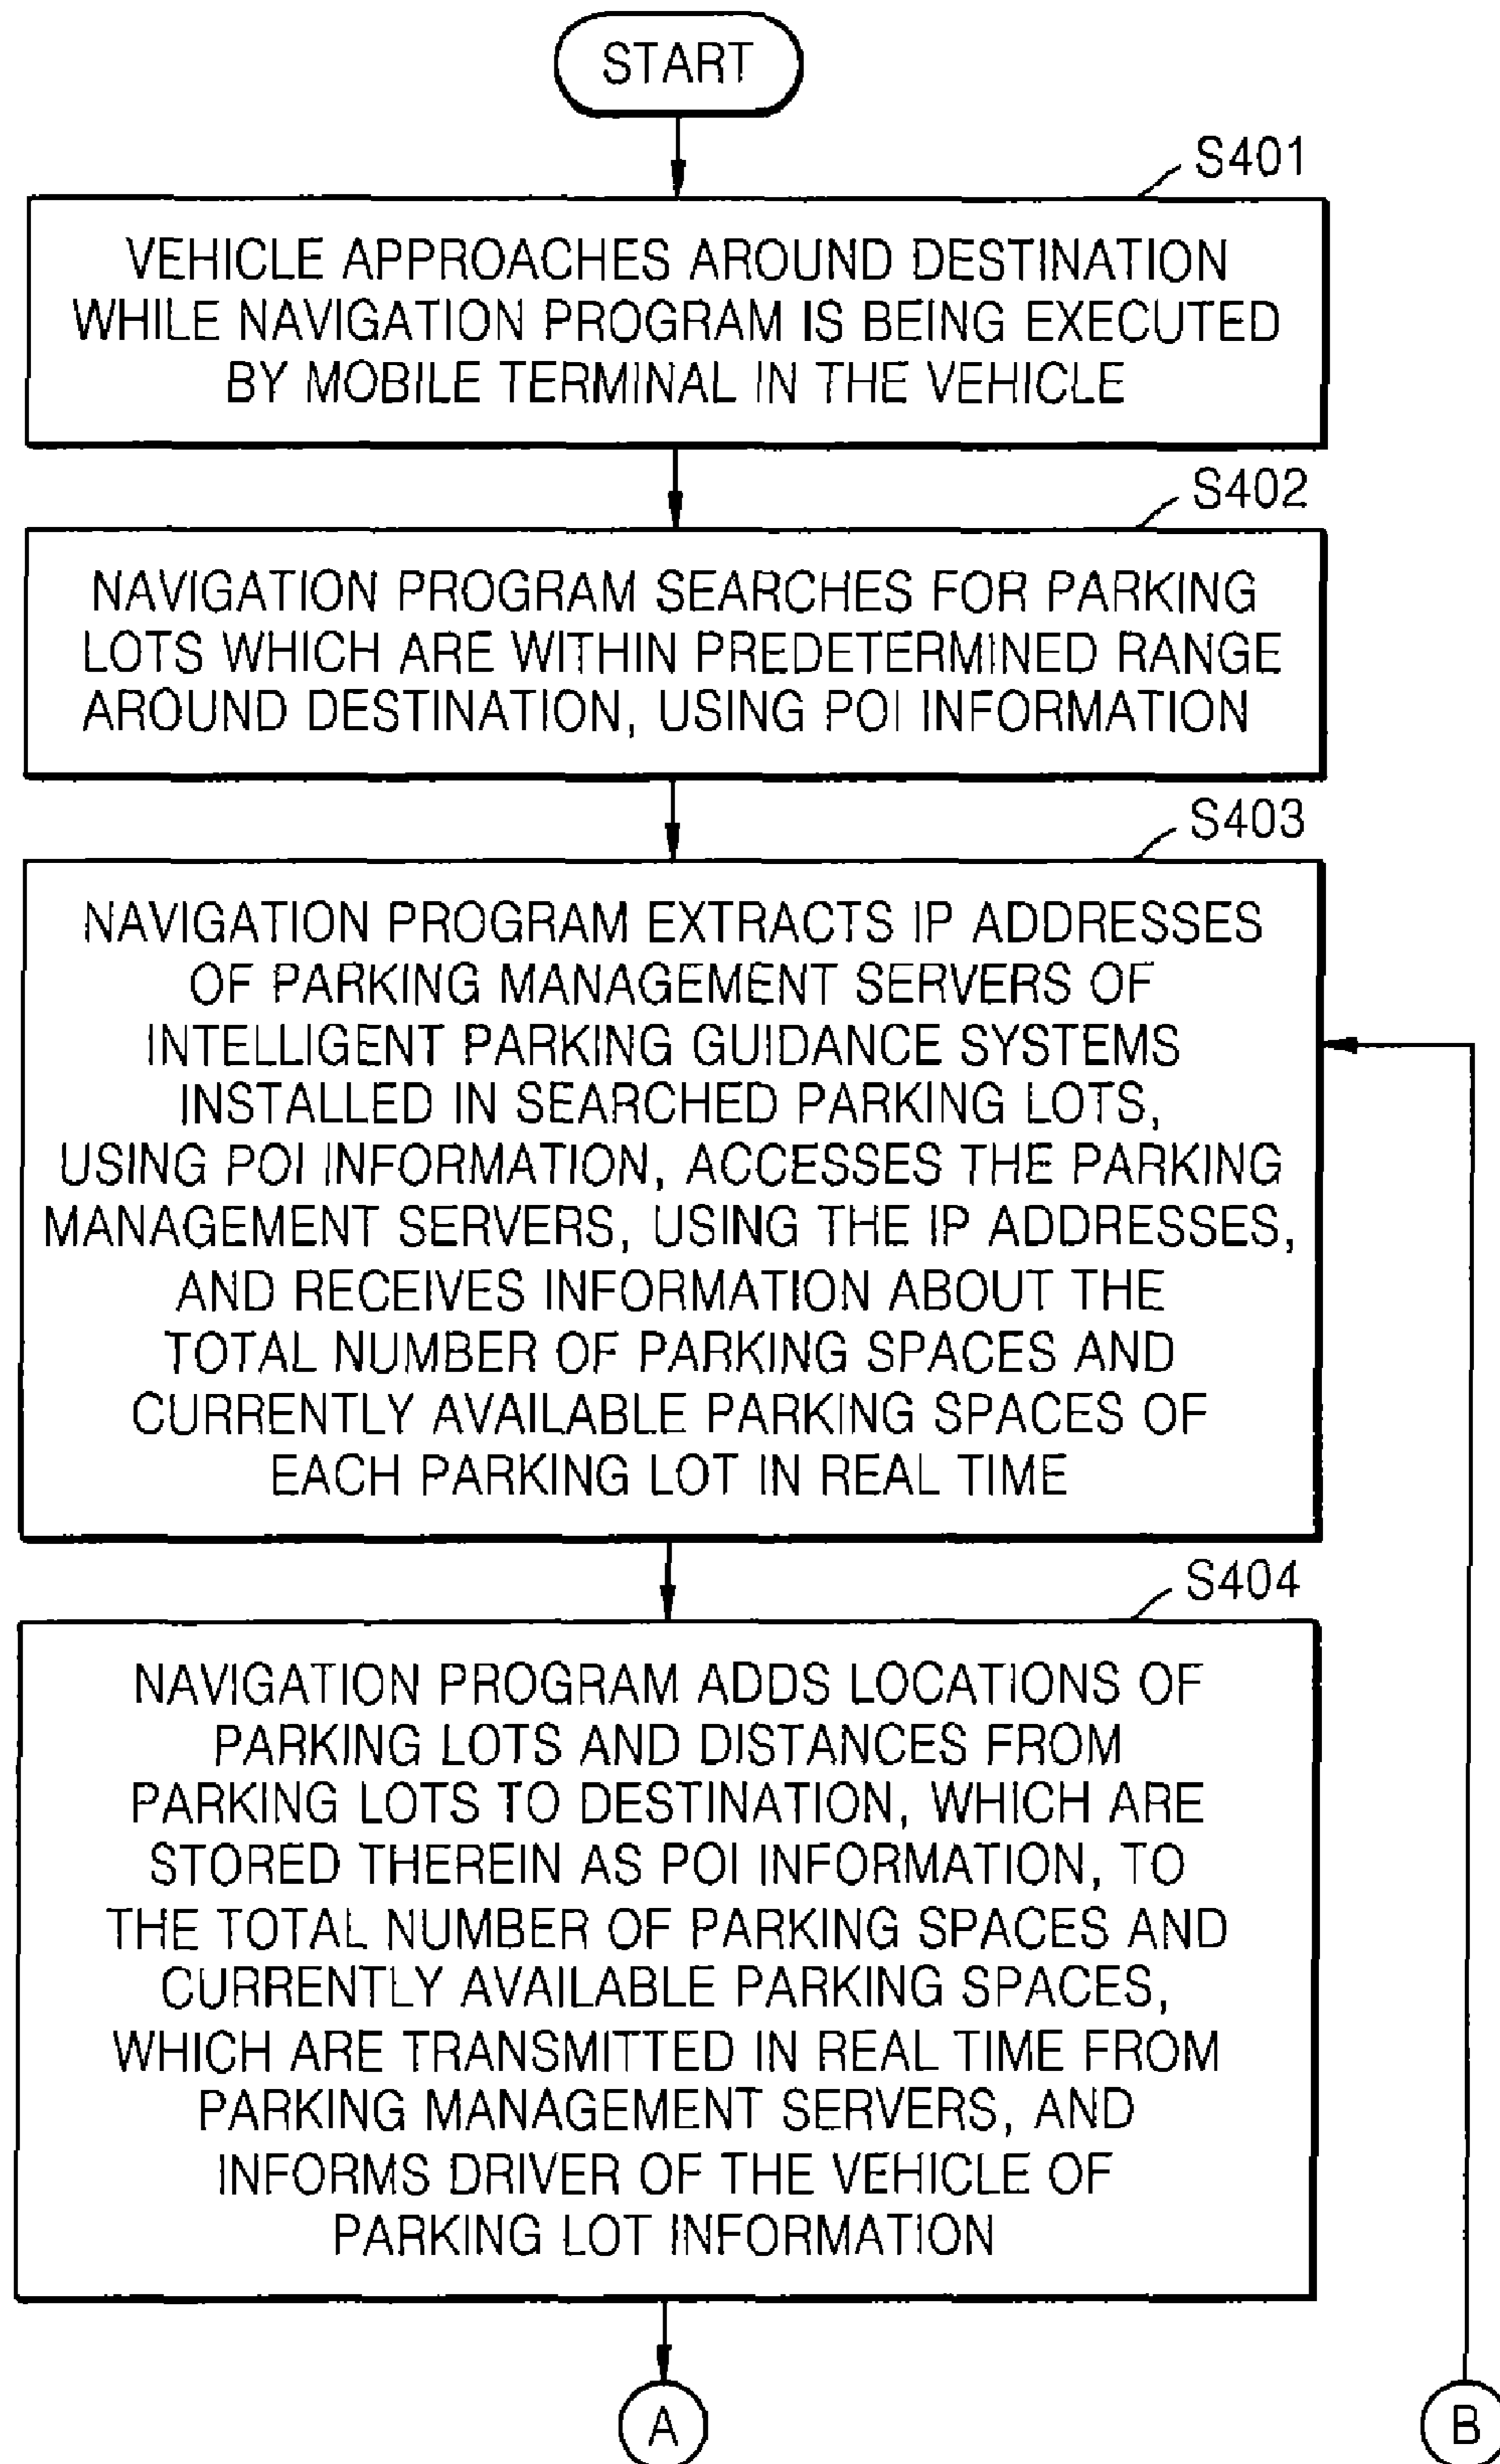 START
S401
VEHICLE APPROACHES AROUND DESTINATION
WHILE NAVIGATION PROGRAM IS BEING EXECUTED
BY MOBILE TERMINAL IN THE VEHICLE
S402
NAVIGATION PROGRAM SEARCHES FOR PARKING
LOTS WHICH ARE WITHIN PREDETERMINED RANGE
AROUND DESTINATION, USING POI INFORMATION
S403
NAVIGATION PROGRAM EXTRACTS IP ADDRESSES
OF PARKING MANAGEMENT SERVERS OF
INTELLIGENT PARKING GUIDANCE SYSTEMS
INSTALLED IN SEARCHED PARKING LOTS,
USING POI INFORMATION, ACCESSES THE PARKING
MANAGEMENT SERVERS, USING THE IP ADDRESSES,
AND RECEIVES INFORMATION ABOUT THE
TOTAL NUMBER OF PARKING SPACES AND
CURRENTLY AVAILABLE PARKING SPACES OF
EACH PARKING LOT IN REAL TIME
S404
NAVIGATION PROGRAM ADDS LOCATIONS OF
PARKING LOTS AND DISTANCES FROM
PARKING LOTS TO DESTINATION, WHICH ARE
STORED THEREIN AS POI INFORMATION, TO
THE TOTAL NUMBER OF PARKING SPACES AND
CURRENTLY AVAILABLE PARKING SPACES,
WHICH ARE TRANSMITTED IN REAL TIME FROM
PARKING MANAGEMENT SERVERS, AND
INFORMS DRIVER OF THE VEHICLE OF
PARKING LOT INFORMATION
A
B